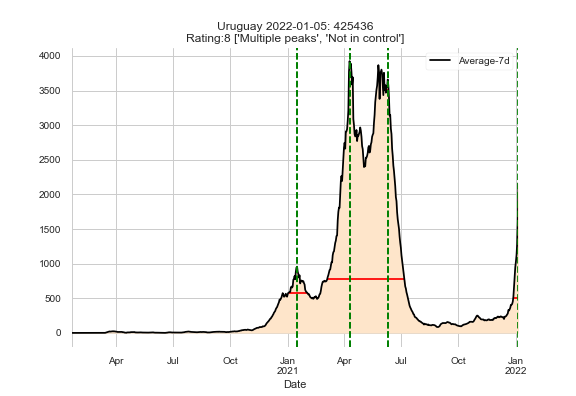 Uruguay 2022-01-05: 425436
Rating:8 ['Multiple peaks', 'Not in control']
Average-7d
4000
3500
3000
2500
2000
1500
1000
500
0
Apr Jul Oct Jan Apr Jul Oct Jan
2021 2022
Date